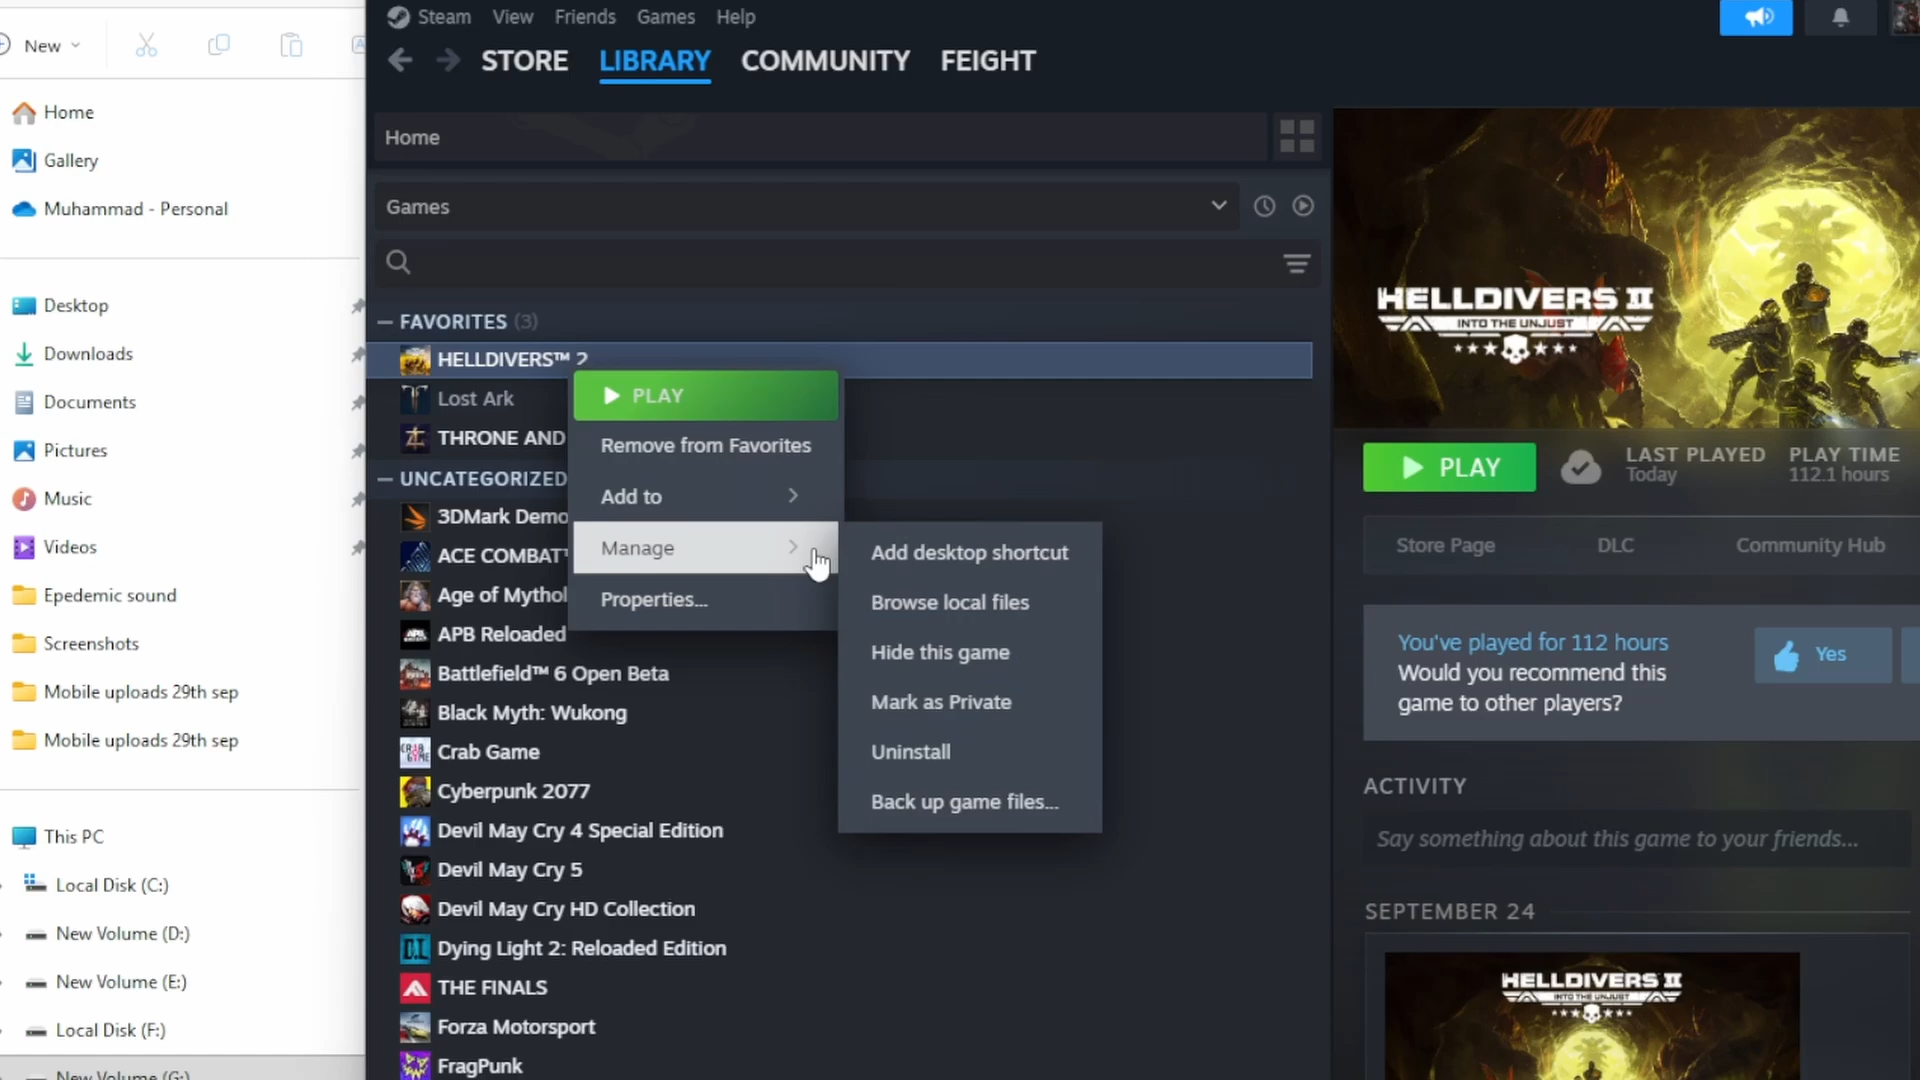 New
Home
Gallery
Muhammad - Personal
Desktop
Downloads
Documents
Pictures
Music
Videos
Epedemic sound
Screenshots
Mobile uploads 29th sep
Mobile uploads 29th sep
This PC
Local Disk (C:)
New Volume (D:)
New Volume (E:)
Local Disk (F:)
New Volume (G:)
Steam View Friends Games Help
STORE LIBRARY COMMUNITY FEIGHT
Home
Games
FAVORITES (3)
HELLDIVERS™ 2
Lost Ark
THRONE AND
UNCATEGORIZED
3DMark Demo
ACE COMBAT™
Age of Mythol
APB Reloaded
Battlefield™ 6 Open Beta
Black Myth: Wukong
Crab Game
Cyberpunk 2077
Devil May Cry 4 Special Edition
Devil May Cry 5
Devil May Cry HD Collection
Dying Light 2: Reloaded Edition
THE FINALS
Forza Motorsport
FragPunk
PLAY
Remove from Favorites
Add to
Manage
Properties...
Add desktop shortcut
Browse local files
Hide this game
Mark as Private
Uninstall
Back up game files...
HELLDIVERS II
INTO THE UNJUST
PLAY
LAST PLAYED
Today
PLAY TIME
112.1 hours
Store Page DLC Community Hub
You've played for 112 hours
Would you recommend this
game to other players?
Yes
ACTIVITY
Say something about this game to your friends...
SEPTEMBER 24
HELLDIVERS II
INTO THE UNJUST